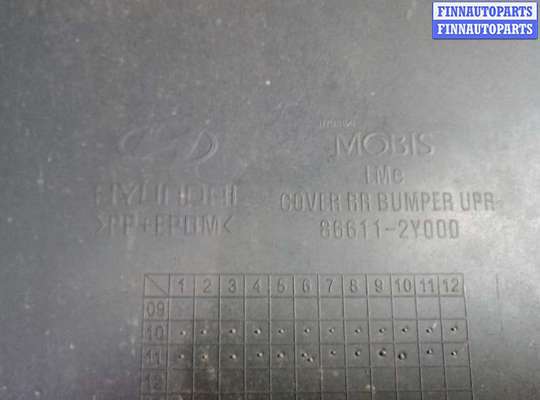 FINNAUTOPARTS
FINNAUTOPARTS
HYUNDAI
MOBIS
LMC
>PP+EPDM<
COVER RR BUMPER UPR
86611-2Y000
1 2 3 4 5 6 7 8 9 10 11 12
09
10
11
12